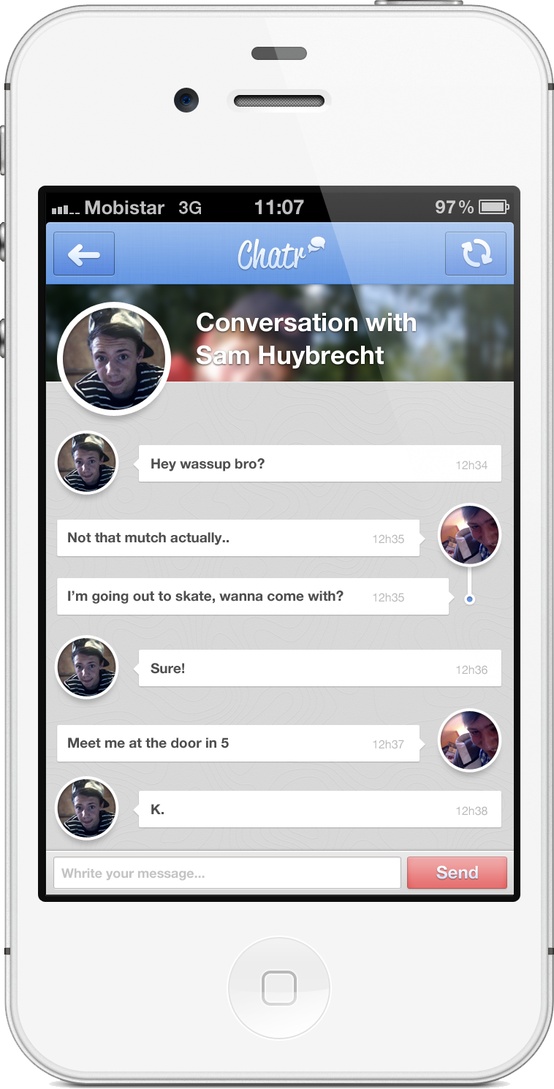 Mobistar 3G 11:07 97%
Chatr
Conversation with
Sam Huybrecht
Hey wassup bro? 12h34
Not that mutch actually.. 12h35
I'm going out to skate, wanna come with? 12h35
Sure! 12h36
Meet me at the door in 5 12h37
K. 12h38
Whrite your message... Send